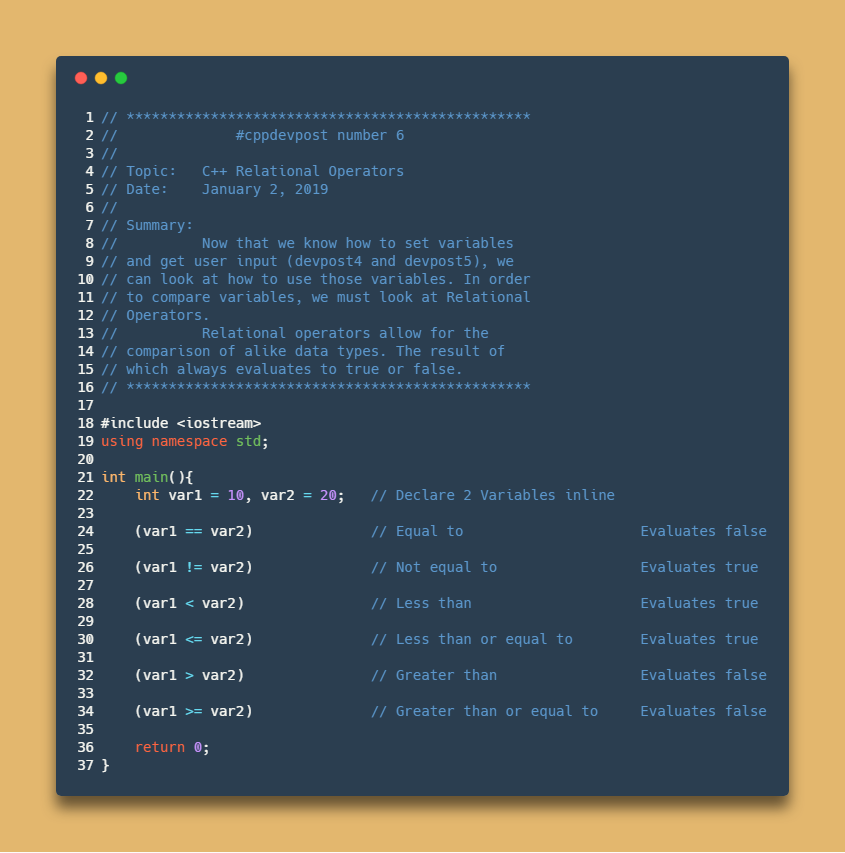 1 // ************************************************
2 //              #cppdevpost number 6
3 //
4 // Topic:   C++ Relational Operators
5 // Date:    January 2, 2019
6 //
7 // Summary:
8 //          Now that we know how to set variables
9 // and get user input (devpost4 and devpost5), we
10 // can look at how to use those variables. In order
11 // to compare variables, we must look at Relational
12 // Operators.
13 //          Relational operators allow for the
14 // comparison of alike data types. The result of
15 // which always evaluates to true or false.
16 // ************************************************
17
18 #include <iostream>
19 using namespace std;
20
21 int main(){
22     int var1 = 10, var2 = 20;   // Declare 2 Variables inline
23
24     (var1 == var2)              // Equal to                     Evaluates false
25
26     (var1 != var2)              // Not equal to                 Evaluates true
27
28     (var1 < var2)               // Less than                    Evaluates true
29
30     (var1 <= var2)              // Less than or equal to        Evaluates true
31
32     (var1 > var2)               // Greater than                 Evaluates false
33
34     (var1 >= var2)              // Greater than or equal to     Evaluates false
35
36     return 0;
37 }